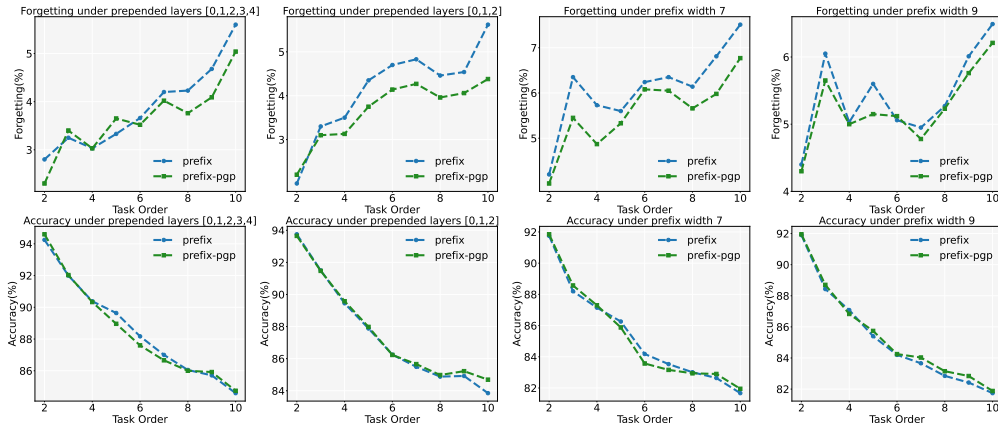 Forgetting under prepended layers [0,1,2,3,4]
Forgetting(%)
5
4
3
prefix
prefix-pgp
2 4 6 8 10
Task Order
Forgetting under prepended layers [0,1,2]
Forgetting(%)
5
4
3
prefix
prefix-pgp
2 4 6 8 10
Task Order
Forgetting under prefix width 7
Forgetting(%)
7
6
5
prefix
prefix-pgp
2 4 6 8 10
Task Order
Forgetting under prefix width 9
Forgetting(%)
6
5
4
prefix
prefix-pgp
2 4 6 8 10
Task Order
Accuracy under prepended layers [0,1,2,3,4]
Accuracy(%)
94
92
90
88
86
prefix
prefix-pgp
2 4 6 8 10
Task Order
Accuracy under prepended layers [0,1,2]
Accuracy(%)
94
92
90
88
86
84
prefix
prefix-pgp
2 4 6 8 10
Task Order
Accuracy under prefix width 7
Accuracy(%)
92
90
88
86
84
82
prefix
prefix-pgp
2 4 6 8 10
Task Order
Accuracy under prefix width 9
Accuracy(%)
92
90
88
86
84
82
prefix
prefix-pgp
2 4 6 8 10
Task Order